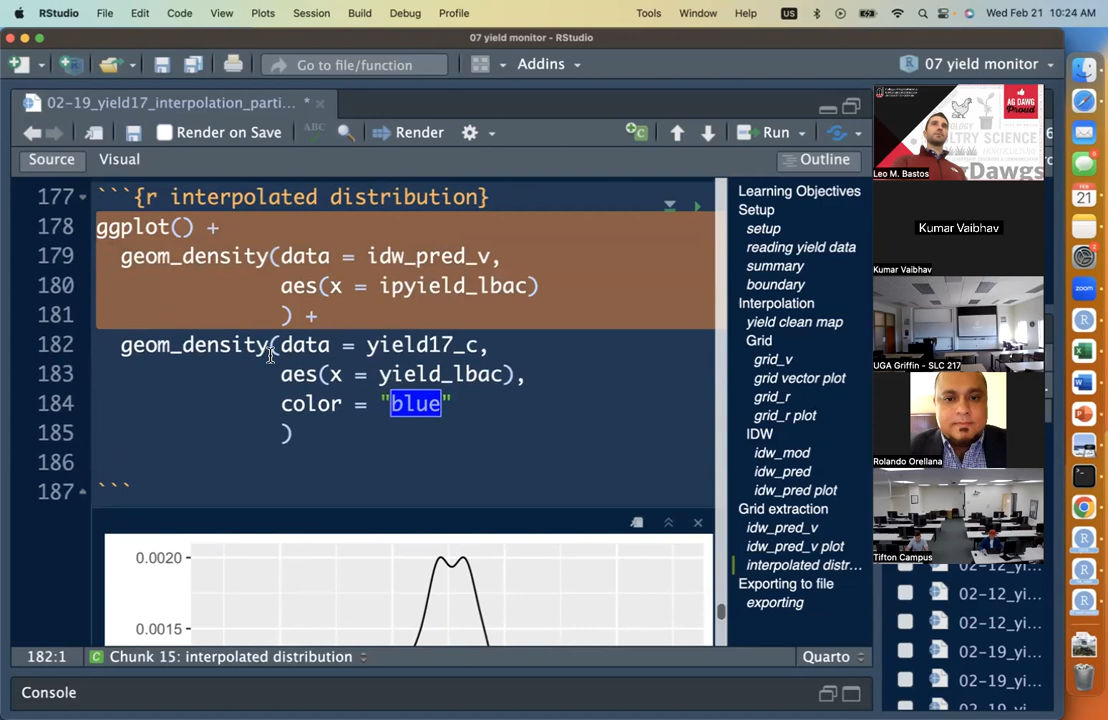 RStudio File Edit Code View Plots Session Build Debug Profile Tools Window Help US Wed Feb 21 10:24 AM
07 yield monitor - RStudio
Go to file/function Addins 07 yield monitor
02-19_yield17_interpolation_parti... *
Render on Save ABC Render Run
Source Visual Outline
177 ```{r interpolated distribution}
178 ggplot() +
179 geom_density(data = idw_pred_v,
180 aes(x = ipyield_lbac)
181 ) +
182 geom_density(data = yield17_c,
183 aes(x = yield_lbac),
184 color = "blue"
185 )
186
187 ```
0.0020
0.0015
182:1 Chunk 15: interpolated distribution Quarto
Console
Learning Objectives
Setup
setup
reading yield data
summary
boundary
Interpolation
yield clean map
Grid
grid_v
grid vector plot
grid_r
grid_r plot
IDW
idw_mod
idw_pred
idw_pred plot
Grid extraction
idw_pred_v
idw_pred_v plot
interpolated distr...
Exporting to file
exporting
AG DAWG
Proud
Leo M. Bastos
Kumar Vaibhav
Kumar Vaibhav
UGA Griffin - SLC 217
Rolando Orellana
Tifton Campus
02-12_yi...
02-12_yi...
02-12_yi...
02-19_yi...
02-19_yi...
02-19_yi...